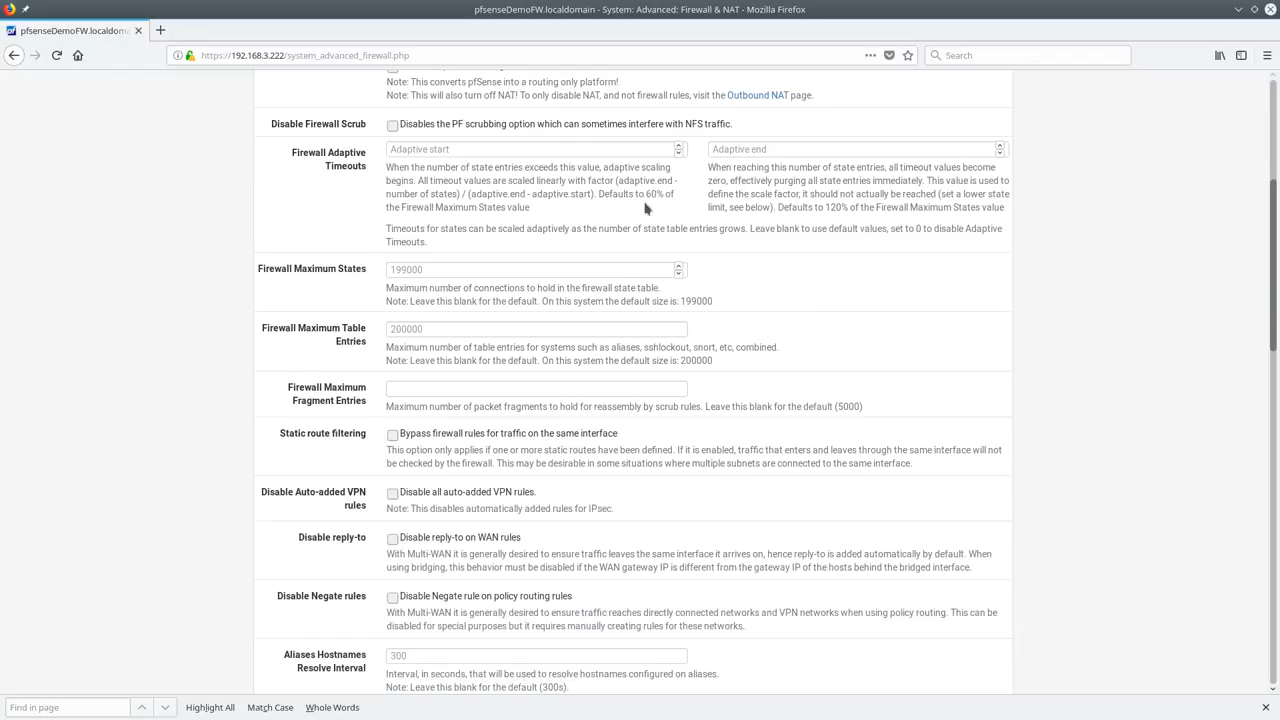 pfsenseDemoFW.localdomain - System: Advanced: Firewall & NAT - Mozilla Firefox
pfsenseDemoFW.localdoma
https://192.168.3.222/system_advanced_firewall.php
Search
Note: This converts pfSense into a routing only platform!
Note: This will also turn off NAT! To only disable NAT, and not firewall rules, visit the Outbound NAT page.
Disable Firewall Scrub
Disables the PF scrubbing option which can sometimes interfere with NFS traffic.
Firewall Adaptive
Timeouts
Adaptive start
When the number of state entries exceeds this value, adaptive scaling
begins. All timeout values are scaled linearly with factor (adaptive.end -
number of states) / (adaptive.end - adaptive.start). Defaults to 60% of
the Firewall Maximum States value
Adaptive end
When reaching this number of state entries, all timeout values become
zero, effectively purging all state entries immediately. This value is used to
define the scale factor, it should not actually be reached (set a lower state
limit, see below). Defaults to 120% of the Firewall Maximum States value
Timeouts for states can be scaled adaptively as the number of state table entries grows. Leave blank to use default values, set to 0 to disable Adaptive
Timeouts.
Firewall Maximum States
199000
Maximum number of connections to hold in the firewall state table.
Note: Leave this blank for the default. On this system the default size is: 199000
Firewall Maximum Table
Entries
200000
Maximum number of table entries for systems such as aliases, sshlockout, snort, etc, combined.
Note: Leave this blank for the default. On this system the default size is: 200000
Firewall Maximum
Fragment Entries
Maximum number of packet fragments to hold for reassembly by scrub rules. Leave this blank for the default (5000)
Static route filtering
Bypass firewall rules for traffic on the same interface
This option only applies if one or more static routes have been defined. If it is enabled, traffic that enters and leaves through the same interface will not
be checked by the firewall. This may be desirable in some situations where multiple subnets are connected to the same interface.
Disable Auto-added VPN
rules
Disable all auto-added VPN rules.
Note: This disables automatically added rules for IPsec.
Disable reply-to
Disable reply-to on WAN rules
With Multi-WAN it is generally desired to ensure traffic leaves the same interface it arrives on, hence reply-to is added automatically by default. When
using bridging, this behavior must be disabled if the WAN gateway IP is different from the gateway IP of the hosts behind the bridged interface.
Disable Negate rules
Disable Negate rule on policy routing rules
With Multi-WAN it is generally desired to ensure traffic reaches directly connected networks and VPN networks when using policy routing. This can be
disabled for special purposes but it requires manually creating rules for these networks.
Aliases Hostnames
Resolve Interval
300
Interval, in seconds, that will be used to resolve hostnames configured on aliases.
Note: Leave this blank for the default (300s).
Find in page
Highlight All
Match Case
Whole Words